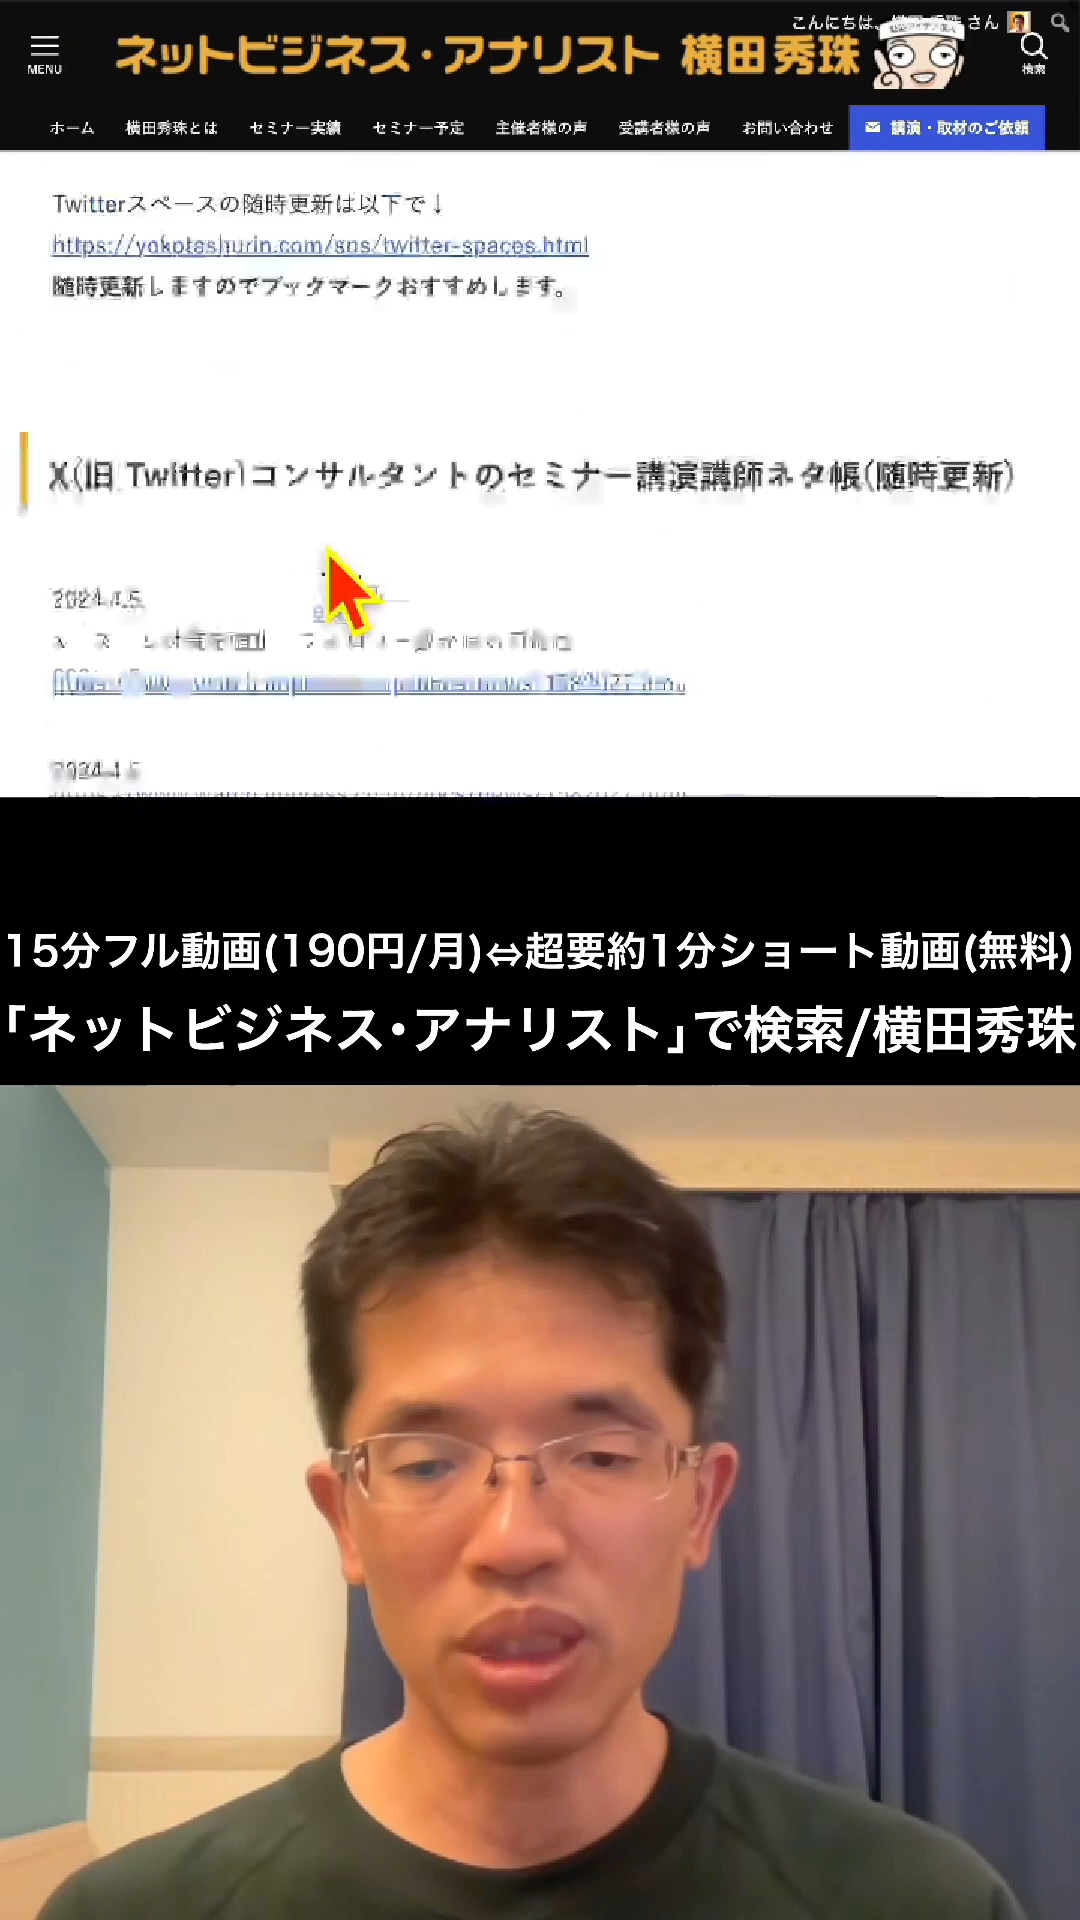 こんにちは、横田 秀珠 さん
MENU
ネットビジネス・アナリスト 横田 秀珠
検索
ホーム 横田秀珠とは セミナー実績 セミナー予定 主催者様の声 受講者様の声 お問い合わせ 講演・取材のご依頼
Twitterスペースの随時更新は以下で↓
https://yokotashurin.com/sns/twitter-spaces.html
随時更新しますのでブックマークおすすめします。
X(旧 Twitter)コンサルタントのセミナー講演講師ネタ帳(随時更新)
2024.4.5
2024.4.5
15分フル動画(190円/月)⇔超要約1分ショート動画(無料)
「ネットビジネス・アナリスト」で検索/横田秀珠